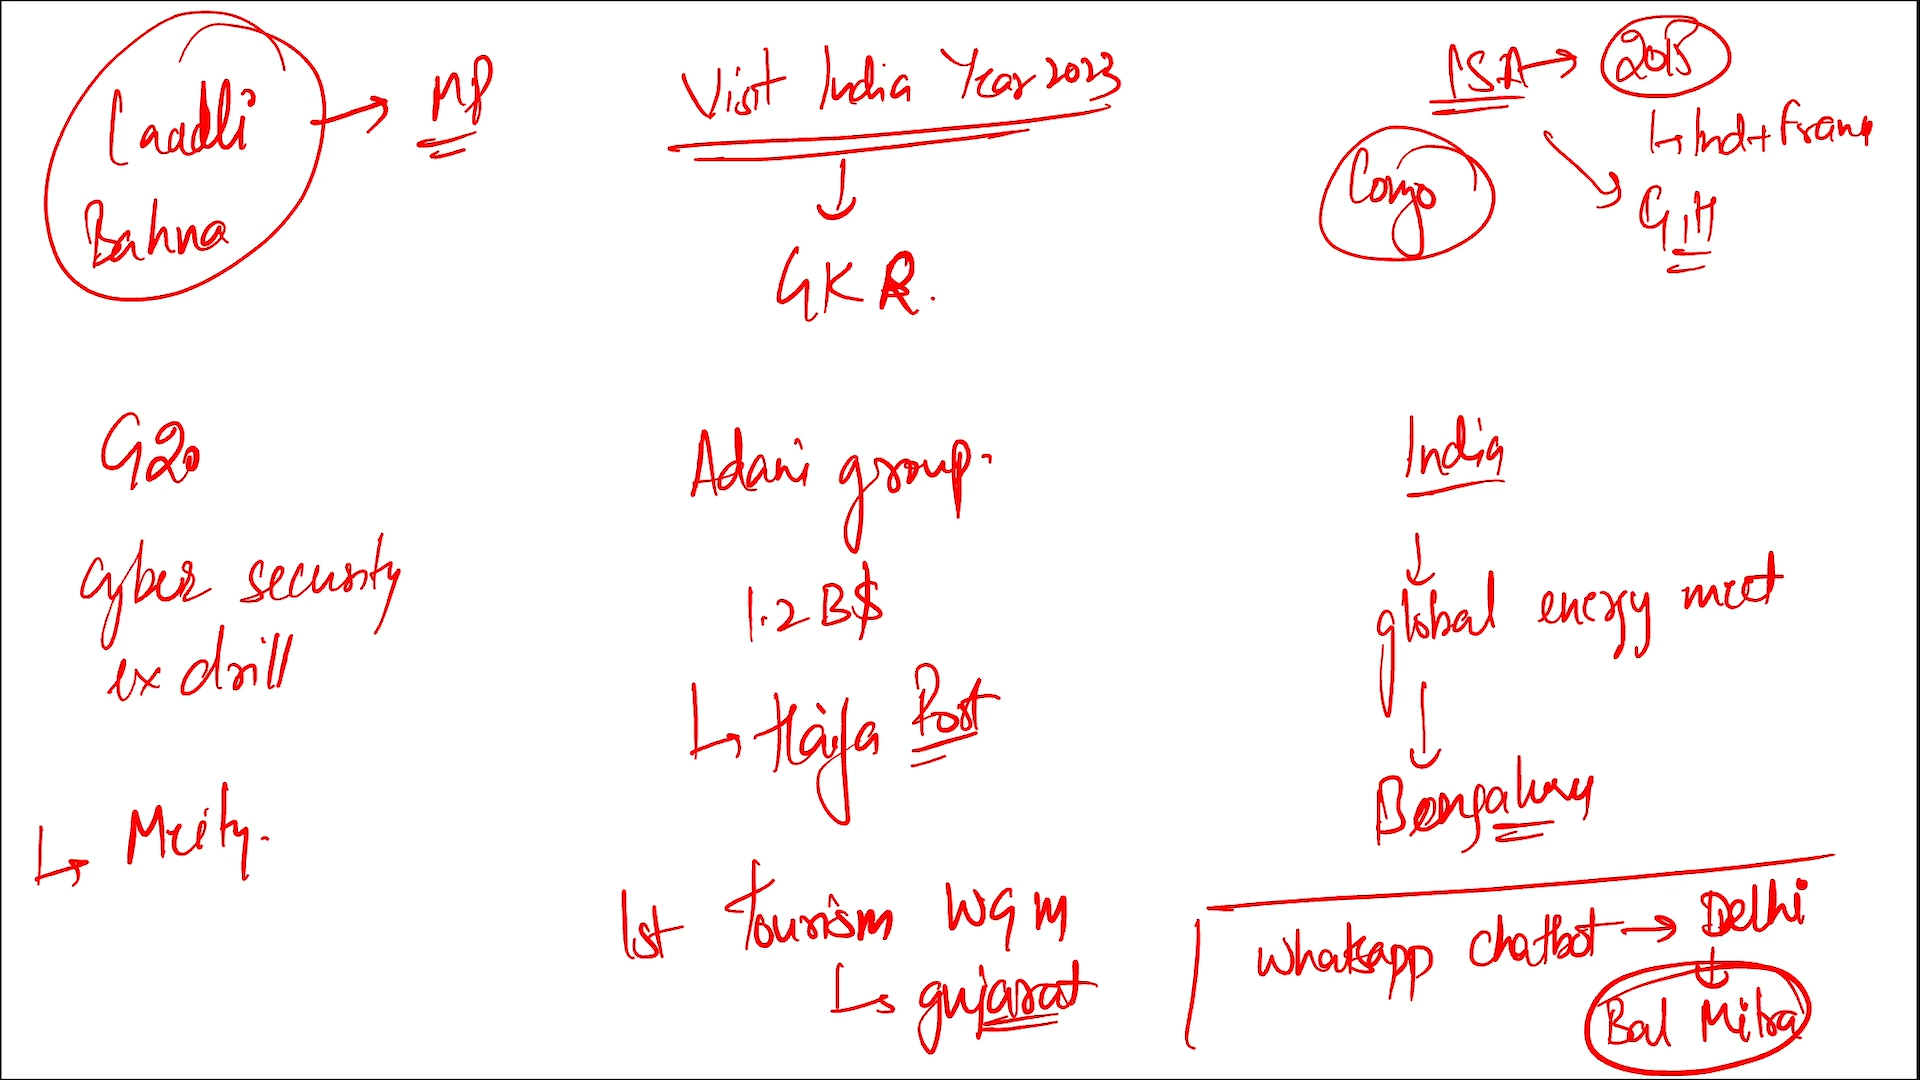 Laadli
Bahna
→ MP
Visit India Year 2023
↓
GKR.
ISA → 2015
↳ Ind + Franc
GIH
Congo
G20
Cyber security
ex drill
↳ Meity.
Adani group.
1.2 B$
↳ Haifa Port
1st Tourism WGM
↳ gujarat
India
↓
global energy meet
↓
Bengaluru
Whatsapp Chatbot → Delhi
↓
Bal Mitra